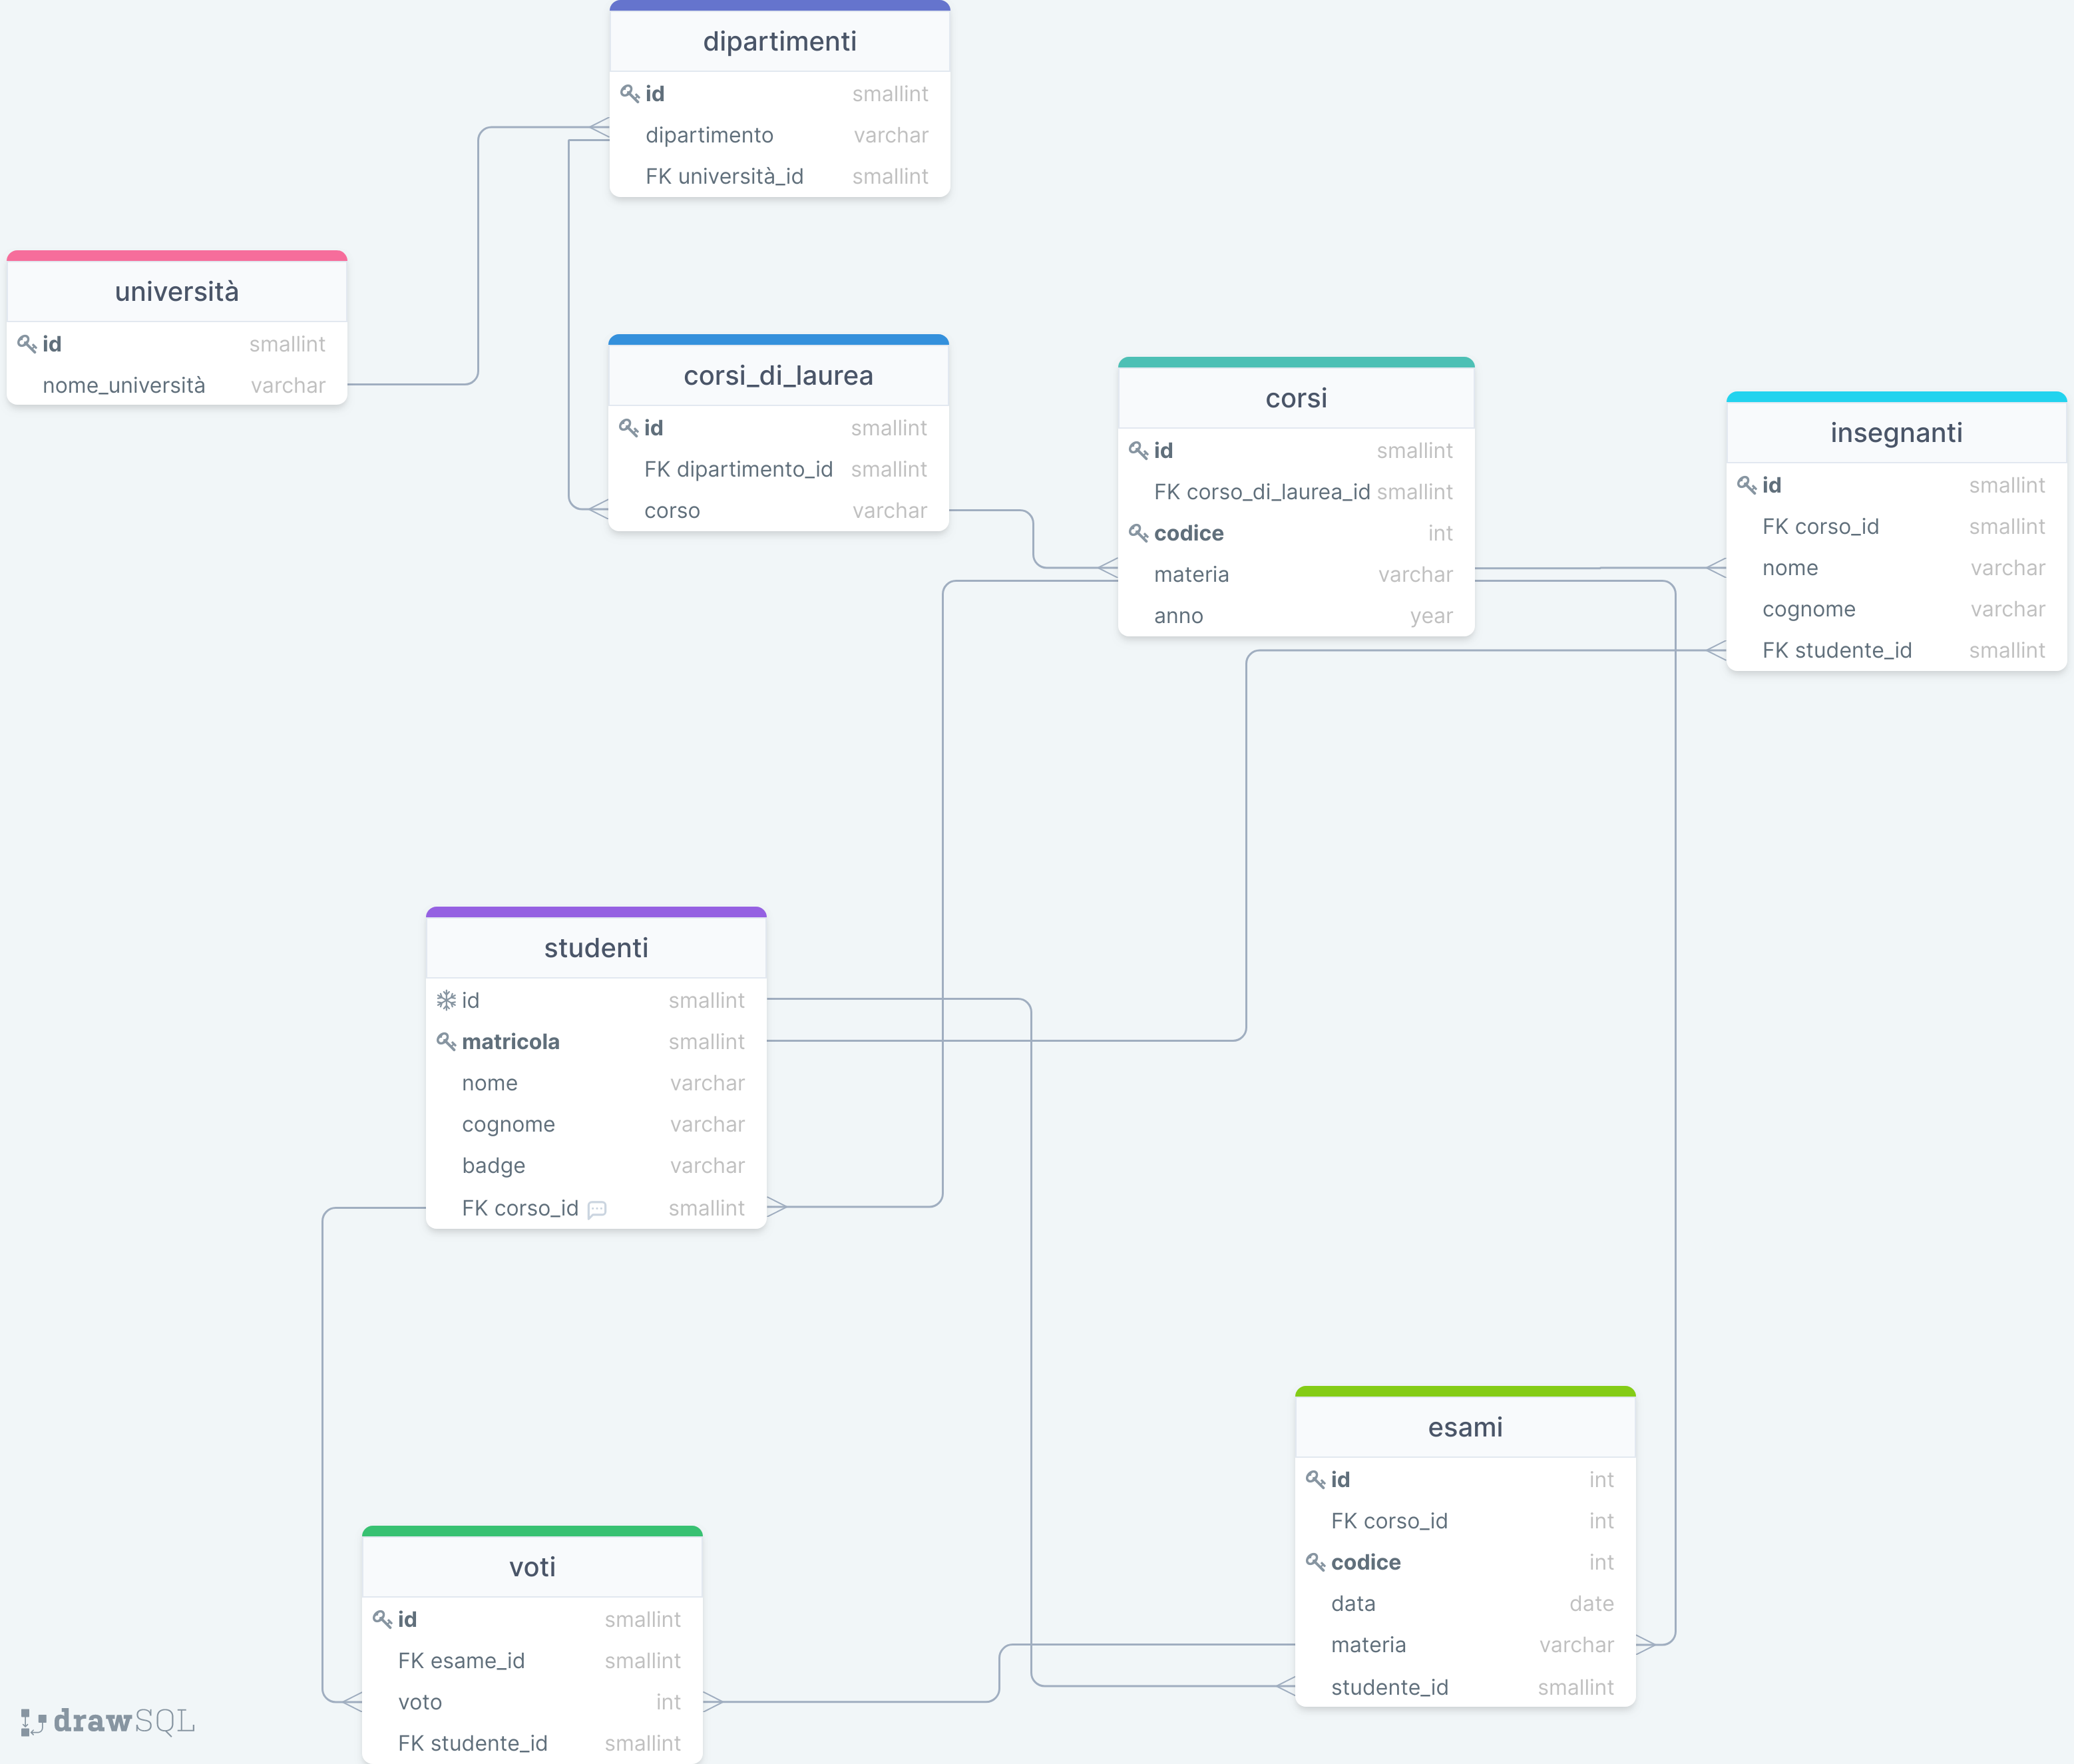 dipartimenti
id smallint
dipartimento varchar
FK università_id smallint
università
id smallint
nome_università varchar
corsi_di_laurea
id smallint
FK dipartimento_id smallint
corso varchar
corsi
id smallint
FK corso_di_laurea_id smallint
codice int
materia varchar
anno year
insegnanti
id smallint
FK corso_id smallint
nome varchar
cognome varchar
FK studente_id smallint
studenti
id smallint
matricola smallint
nome varchar
cognome varchar
badge varchar
FK corso_id smallint
esami
id int
FK corso_id int
codice int
data date
materia varchar
studente_id smallint
voti
id smallint
FK esame_id smallint
voto int
FK studente_id smallint
drawSQL